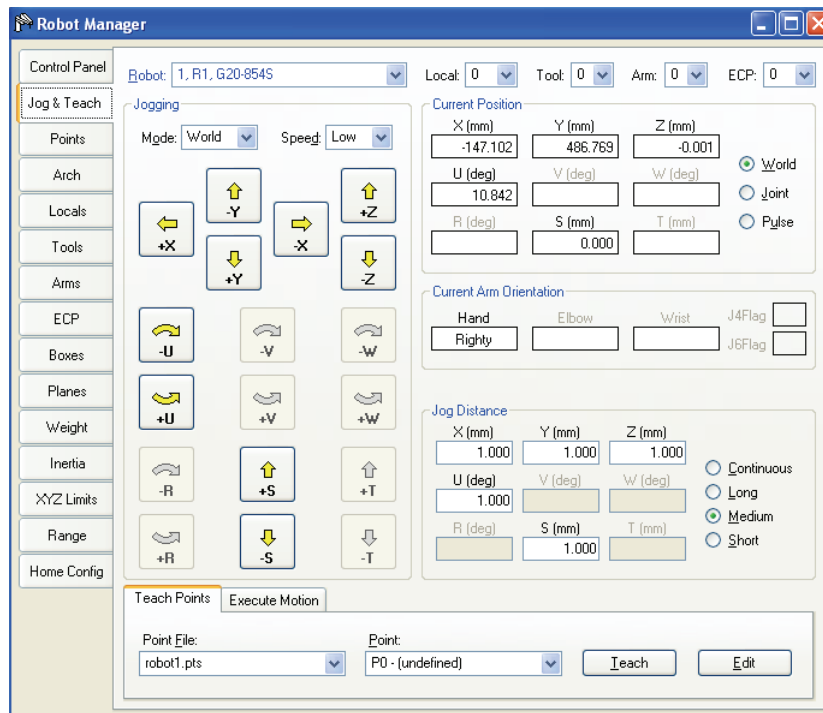 Robot Manager
Control Panel
Jog & Teach
Points
Arch
Locals
Tools
Arms
ECP
Boxes
Planes
Weight
Inertia
XYZ Limits
Range
Home Config
Robot: 1, R1, G20-854S Local: 0 Tool: 0 Arm: 0 ECP: 0
Jogging
Mode: World Speed: Low
-Y +Z
+X -X
+Y -Z
-U -V -W
+U +V +W
-R +S +T
+R -S -T
Current Position
X (mm) Y (mm) Z (mm)
-147.102 486.769 -0.001
U (deg) V (deg) W (deg)
10.842
R (deg) S (mm) T (mm)
0.000
World
Joint
Pulse
Current Arm Orientation
Hand Elbow Wrist J4Flag
Righty J6Flag
Jog Distance
X (mm) Y (mm) Z (mm)
1.000 1.000 1.000
U (deg) V (deg) W (deg)
1.000
R (deg) S (mm) T (mm)
1.000
Continuous
Long
Medium
Short
Teach Points Execute Motion
Point File: Point:
robot1.pts P0 - (undefined) Teach Edit